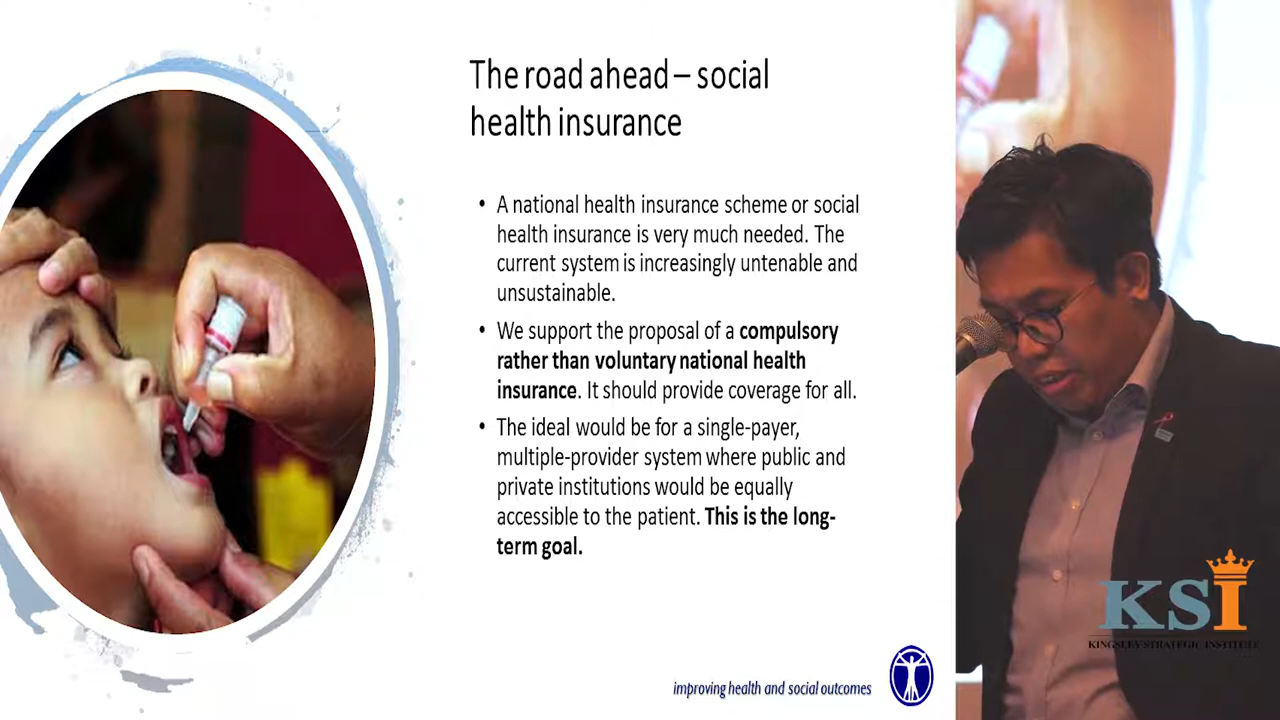 The road ahead – social
health insurance
• A national health insurance scheme or social
health insurance is very much needed. The
current system is increasingly untenable and
unsustainable.
• We support the proposal of a compulsory
rather than voluntary national health
insurance. It should provide coverage for all.
• The ideal would be for a single-payer,
multiple-provider system where public and
private institutions would be equally
accessible to the patient. This is the long-
term goal.
improving health and social outcomes
KSI
KINGSLEY STRATEGIC INSTITUTE